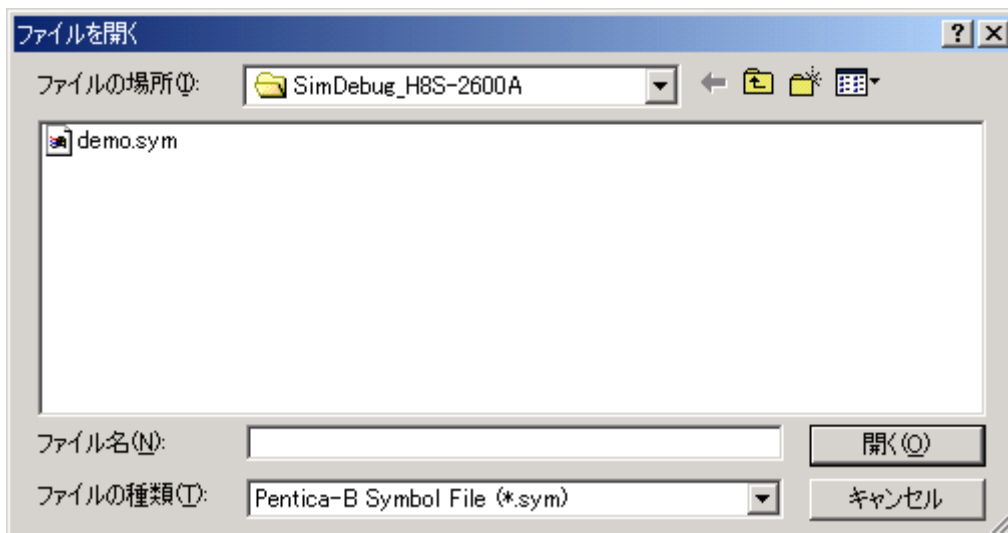 ファイルを開く
ファイルの場所(I): SimDebug_H8S-2600A
demo.sym
ファイル名(N): 開く(O)
ファイルの種類(T): Pentica-B Symbol File (*.sym) キャンセル